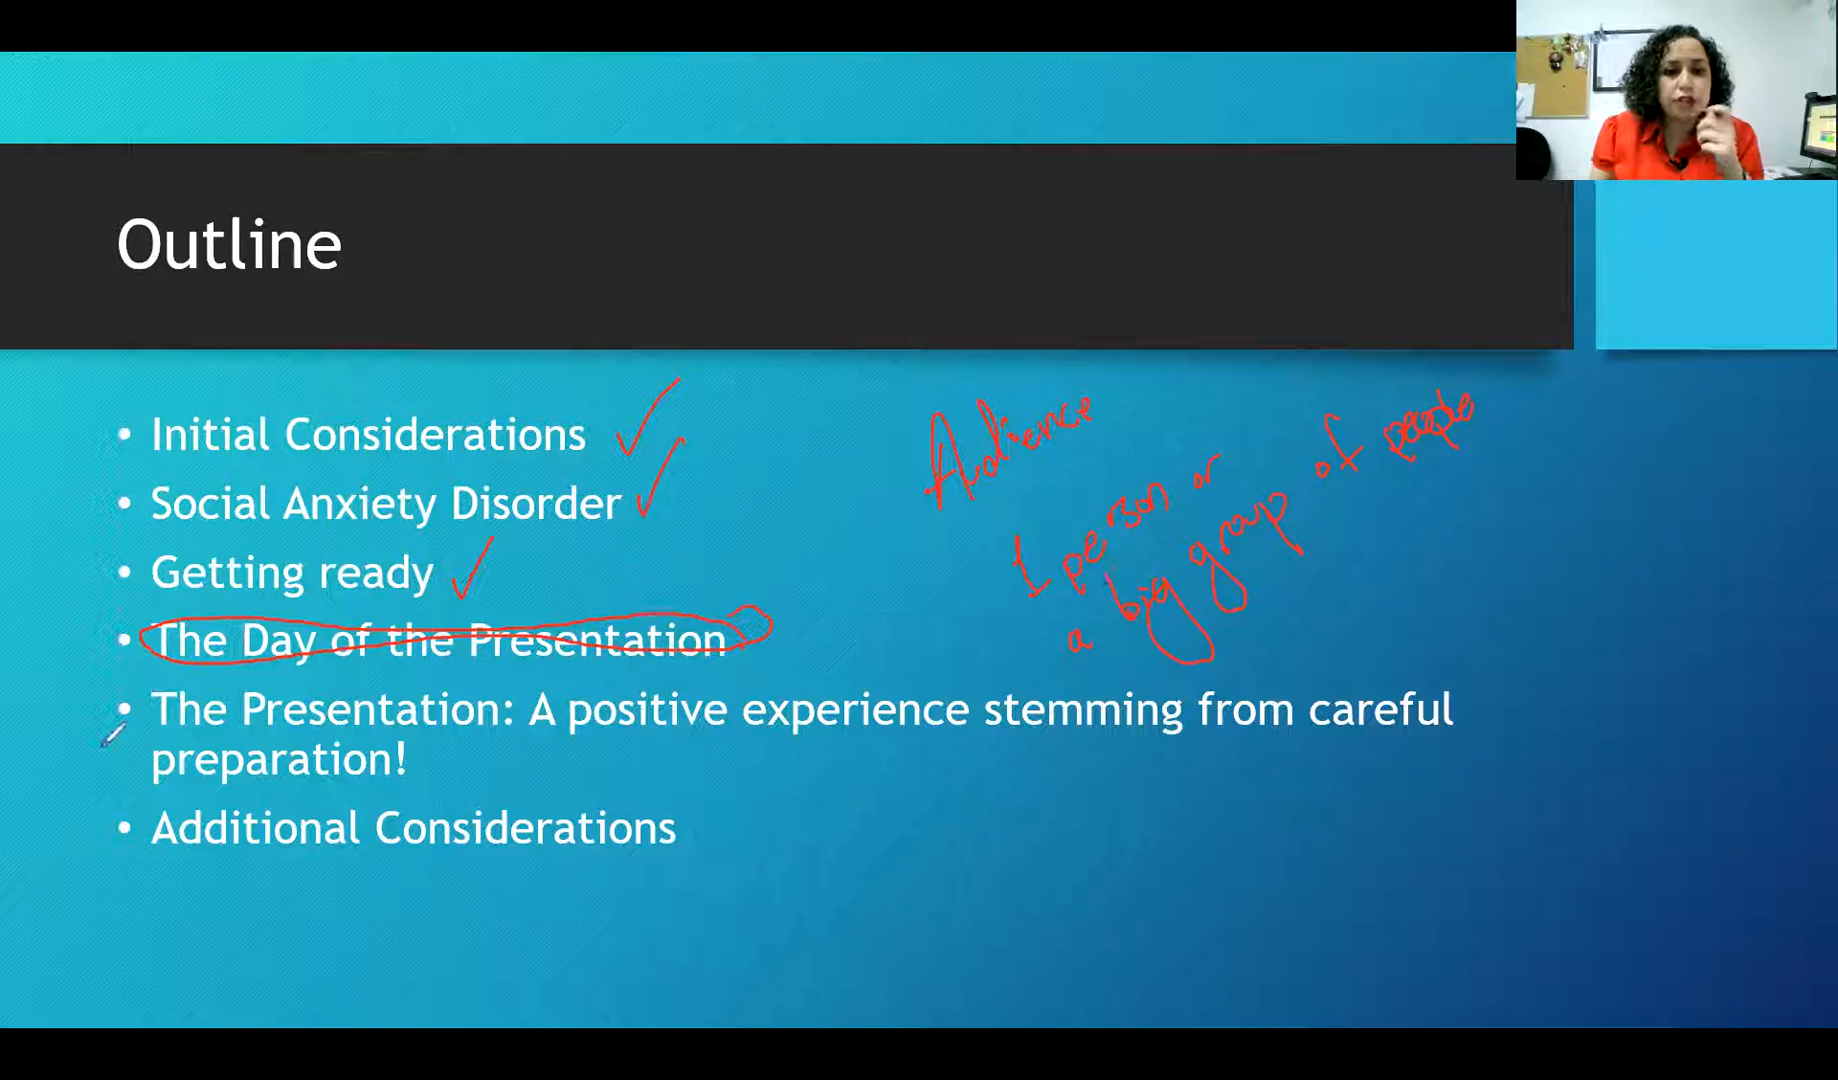 Outline
• Initial Considerations
• Social Anxiety Disorder
• Getting ready
• The Day of the Presentation
• The Presentation: A positive experience stemming from careful
preparation!
• Additional Considerations
Audience
1 person or
a big group of people